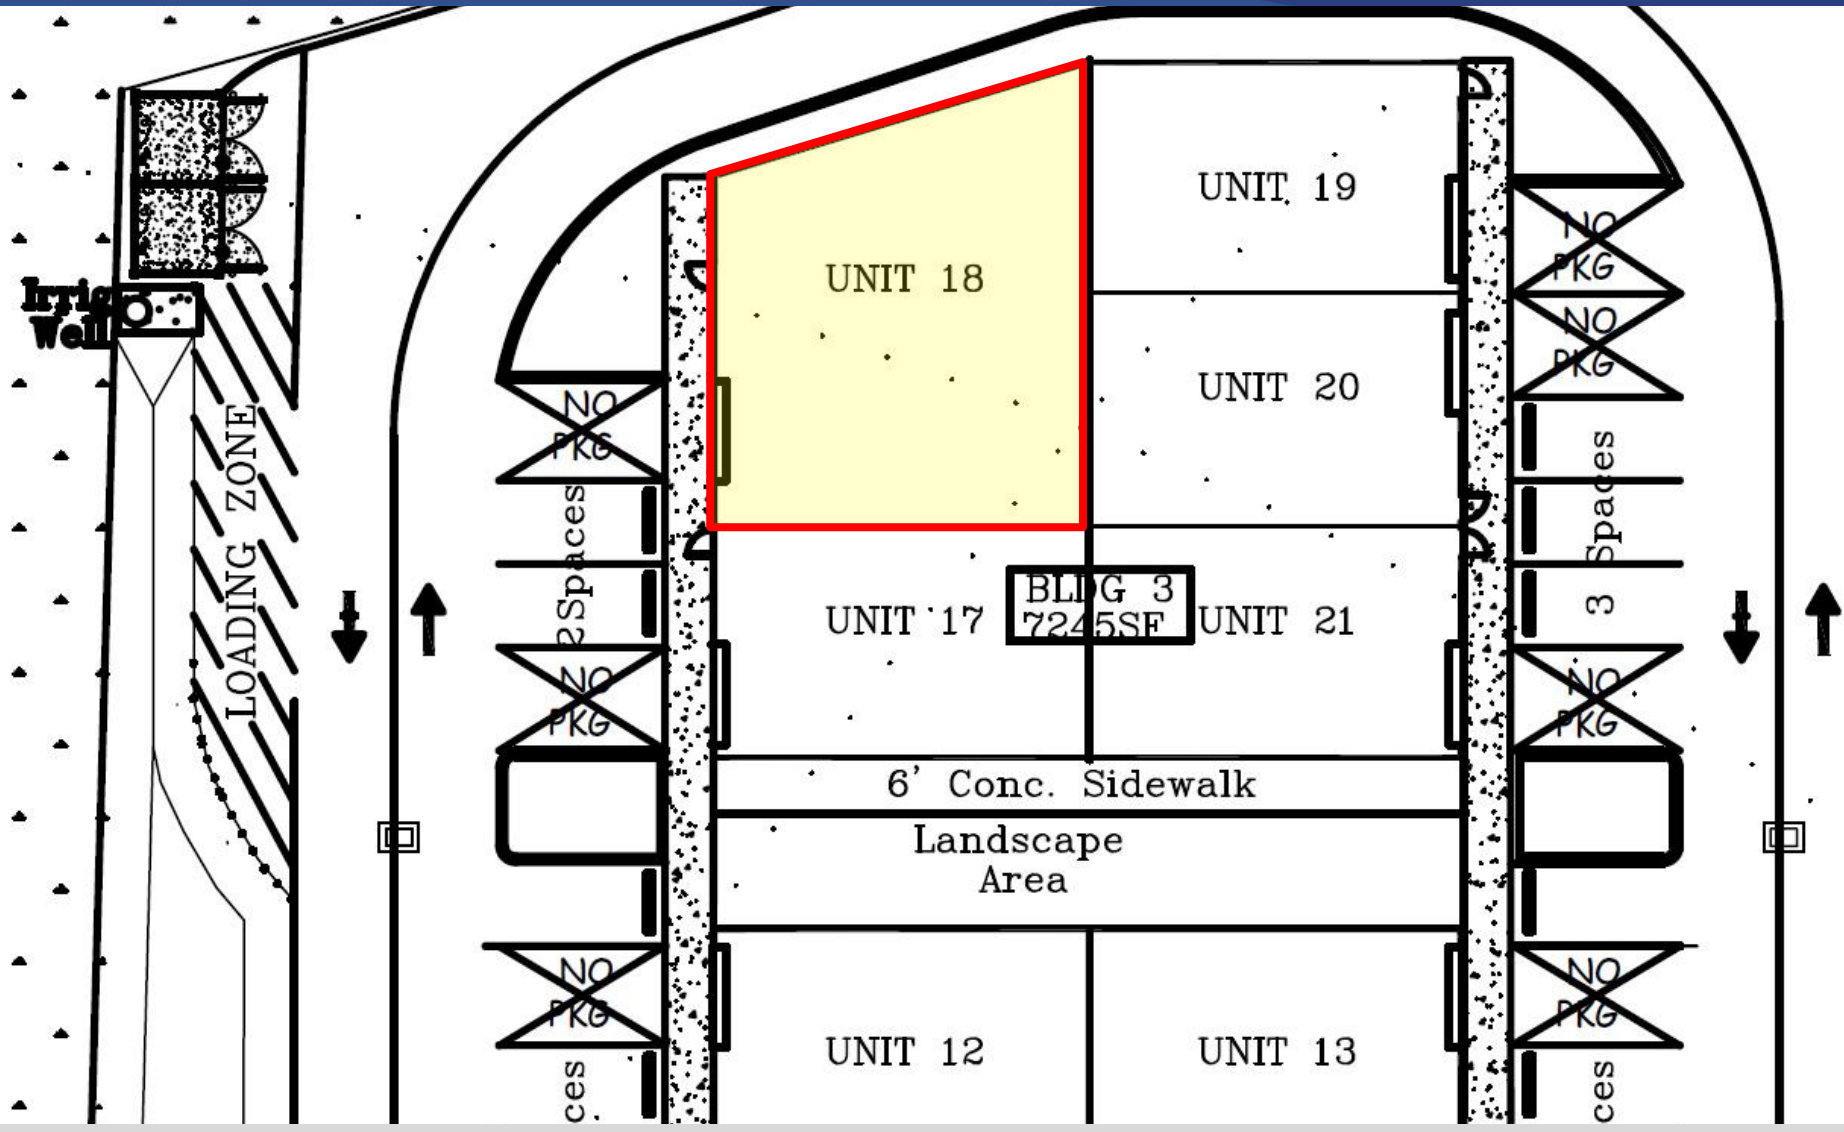 UNIT 19
NO
PKG
UNIT 18
Irrig
Well
NO
PKG
UNIT 20
NO
PKG
LOADING ZONE
2 Spaces
3 Spaces
BLDG 3
7245SF
UNIT 17
UNIT 21
NO
PKG
NO
PKG
6' Conc. Sidewalk
Landscape
Area
NO
PKG
NO
PKG
UNIT 12
UNIT 13
ces
ces